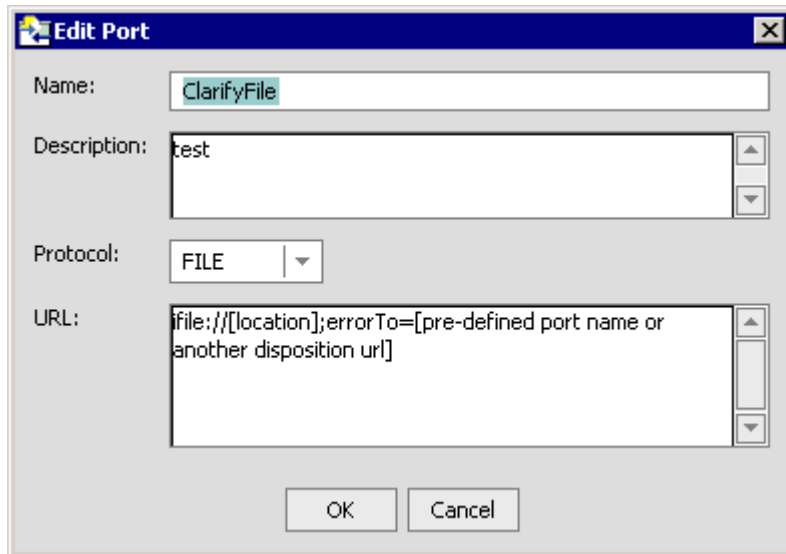 Edit Port
Name: ClarifyFile
Description: test
Protocol: FILE
URL: ifile://[location];errorTo=[pre-defined port name or
another disposition url]
OK Cancel